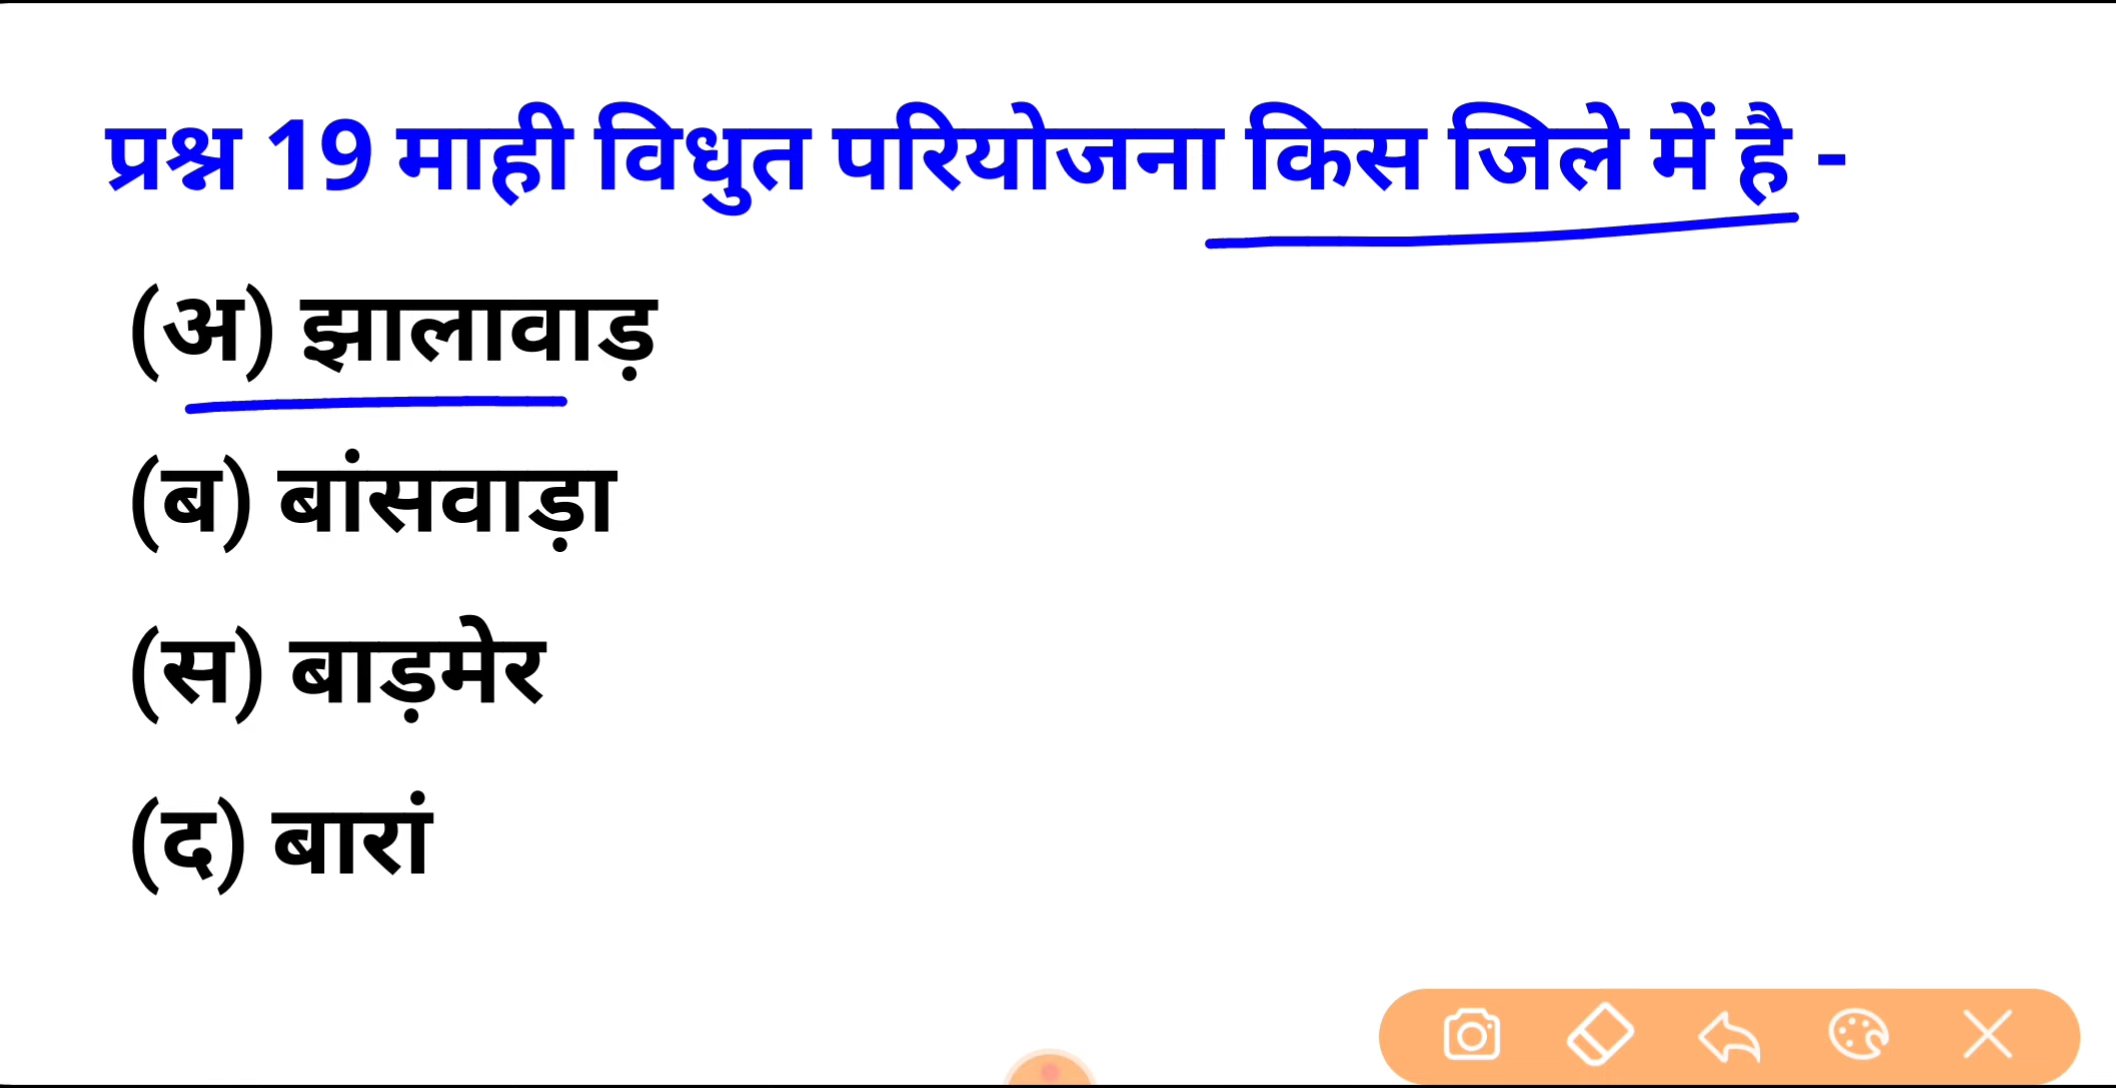 प्रश्न 19 माही विधुत परियोजना किस जिले में है -
(अ) झालावाड़
(ब) बांसवाड़ा
(स) बाड़मेर
(द) बारां